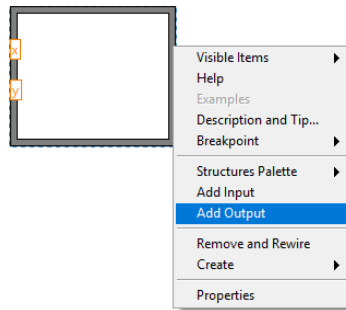 x
y
Visible Items
Help
Examples
Description and Tip...
Breakpoint
Structures Palette
Add Input
Add Output
Remove and Rewire
Create
Properties